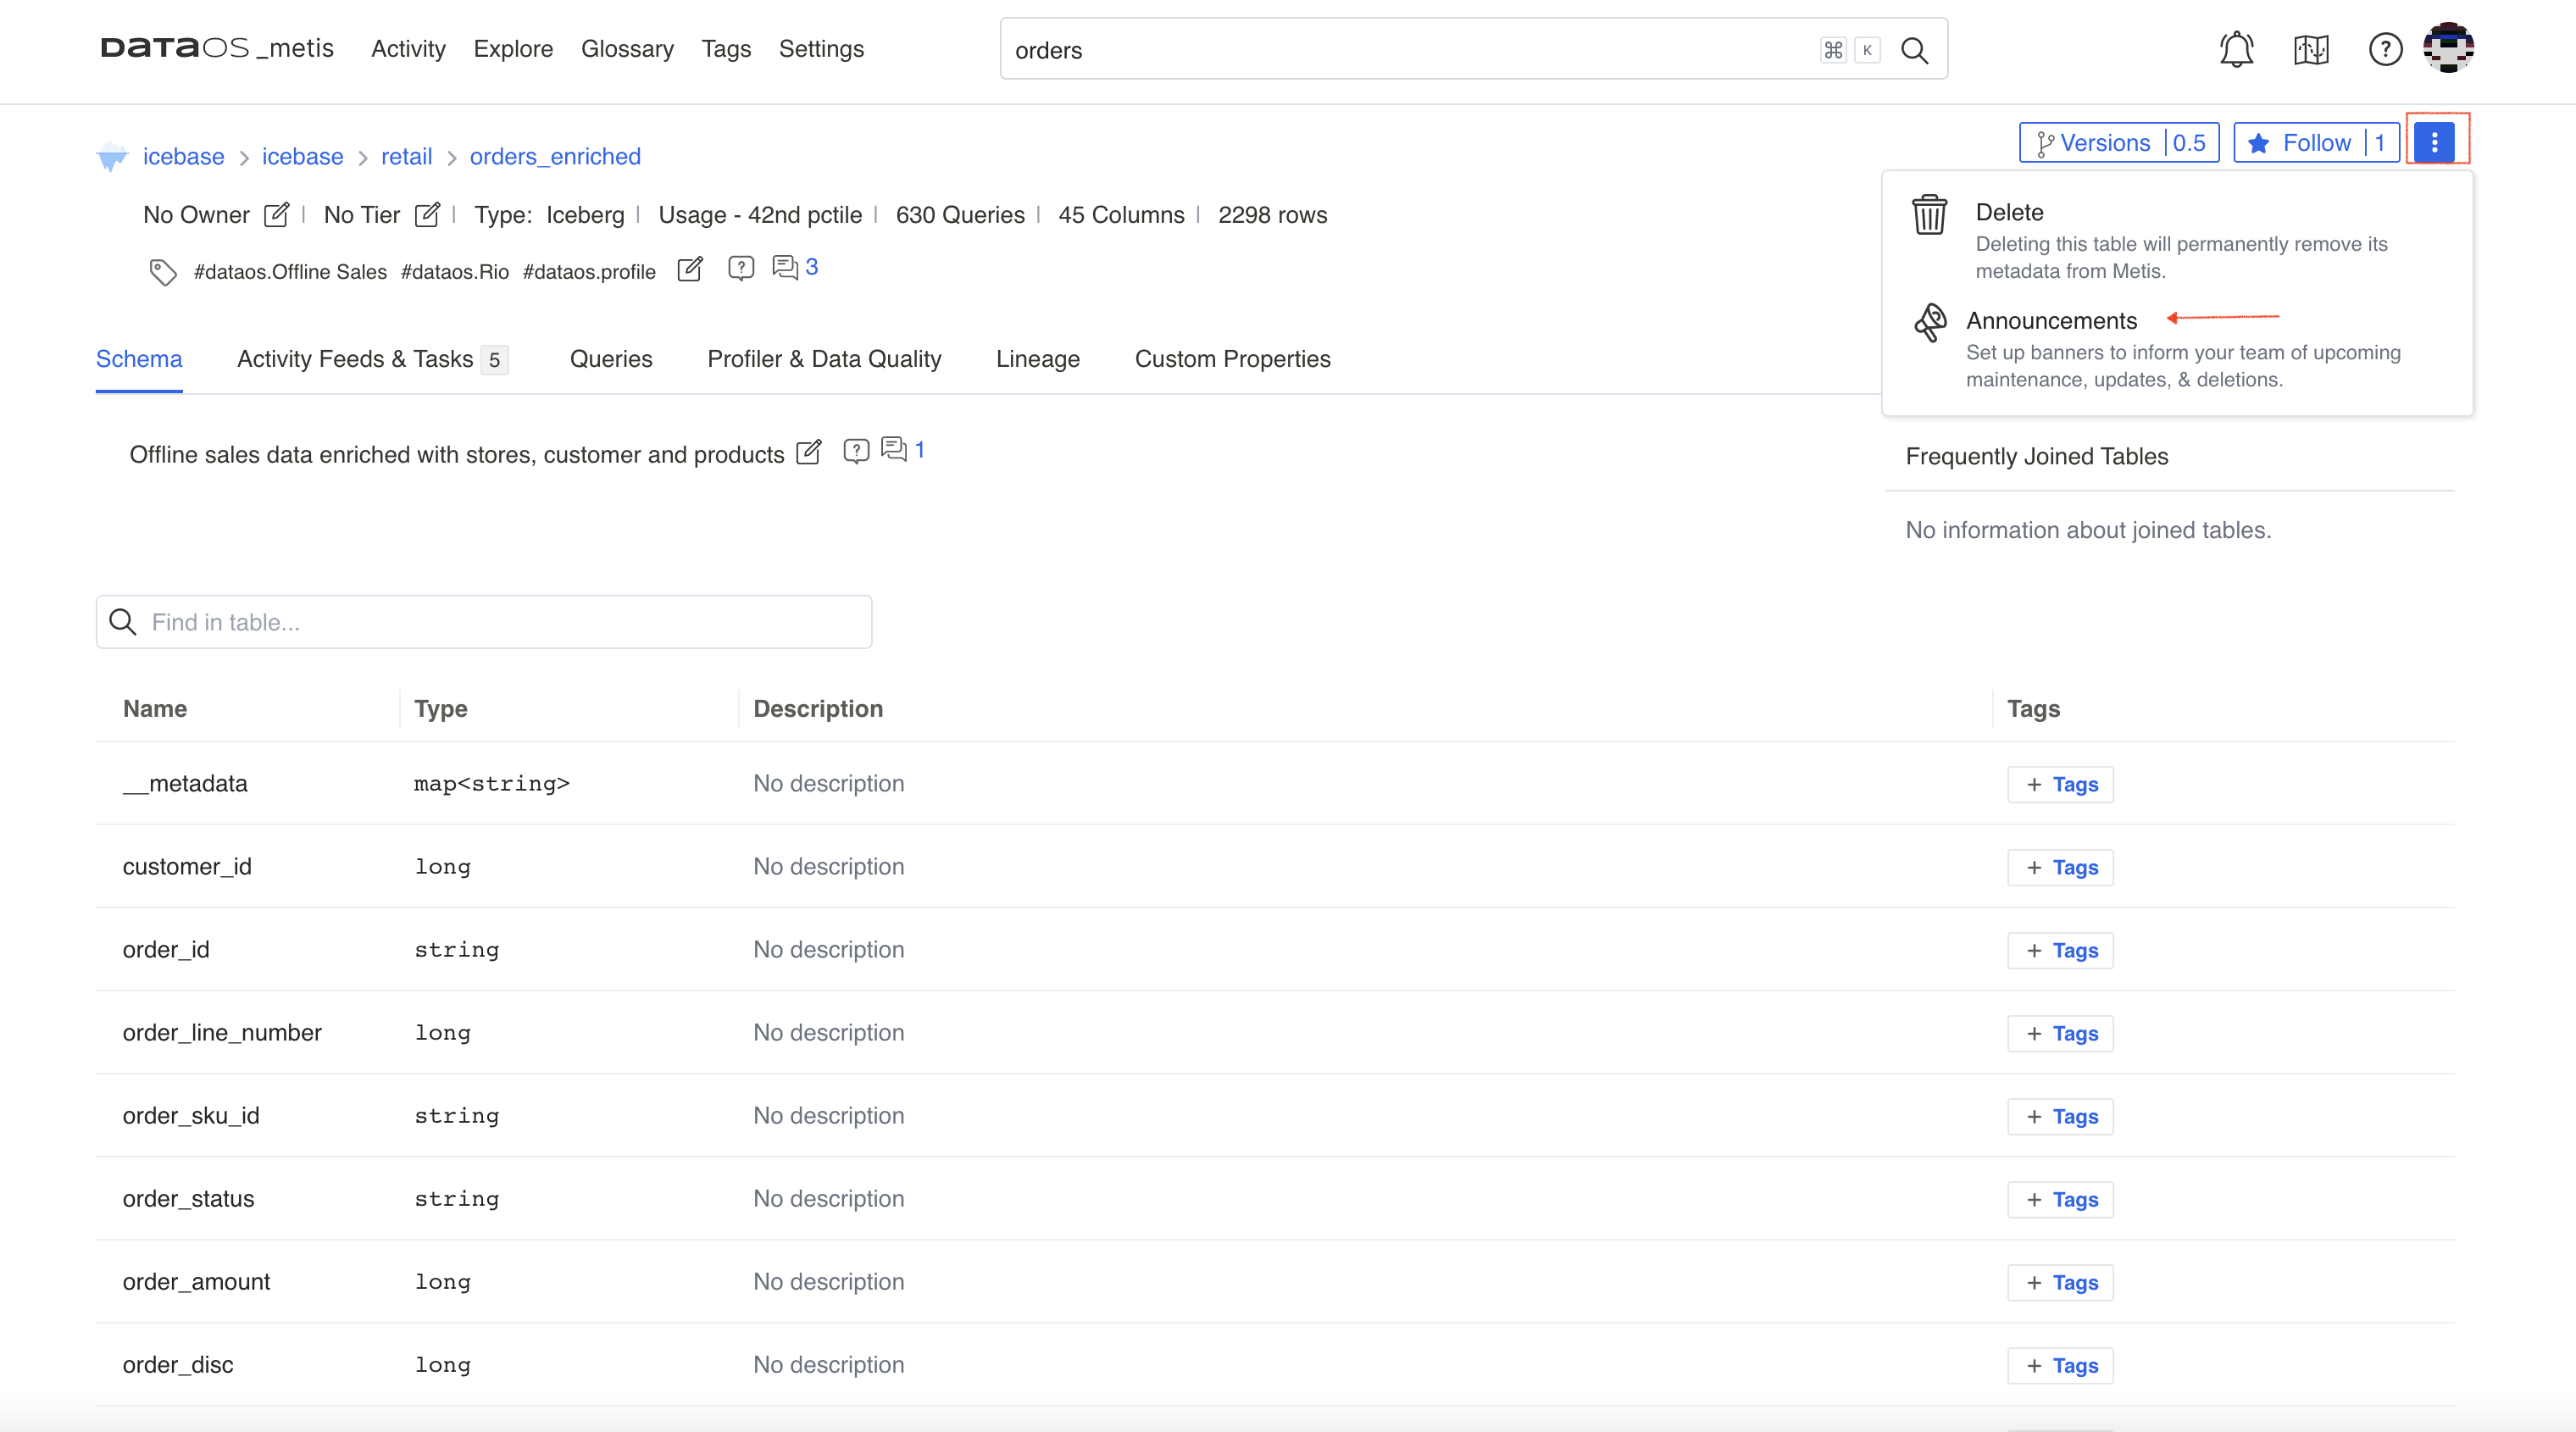 DATAOS _metis Activity Explore Glossary Tags Settings orders ⌘ K ?
icebase > icebase > retail > orders_enriched Versions | 0.5 Follow | 1
No Owner | No Tier | Type: Iceberg | Usage - 42nd pctile | 630 Queries | 45 Columns | 2298 rows
#dataos.Offline Sales #dataos.Rio #dataos.profile ? 3
Delete
Deleting this table will permanently remove its
metadata from Metis.
Announcements
Set up banners to inform your team of upcoming
maintenance, updates, & deletions.
Schema Activity Feeds & Tasks 5 Queries Profiler & Data Quality Lineage Custom Properties
Offline sales data enriched with stores, customer and products ? 1
Frequently Joined Tables
No information about joined tables.
Find in table...
Name Type Description Tags
__metadata map<string> No description + Tags
customer_id long No description + Tags
order_id string No description + Tags
order_line_number long No description + Tags
order_sku_id string No description + Tags
order_status string No description + Tags
order_amount long No description + Tags
order_disc long No description + Tags